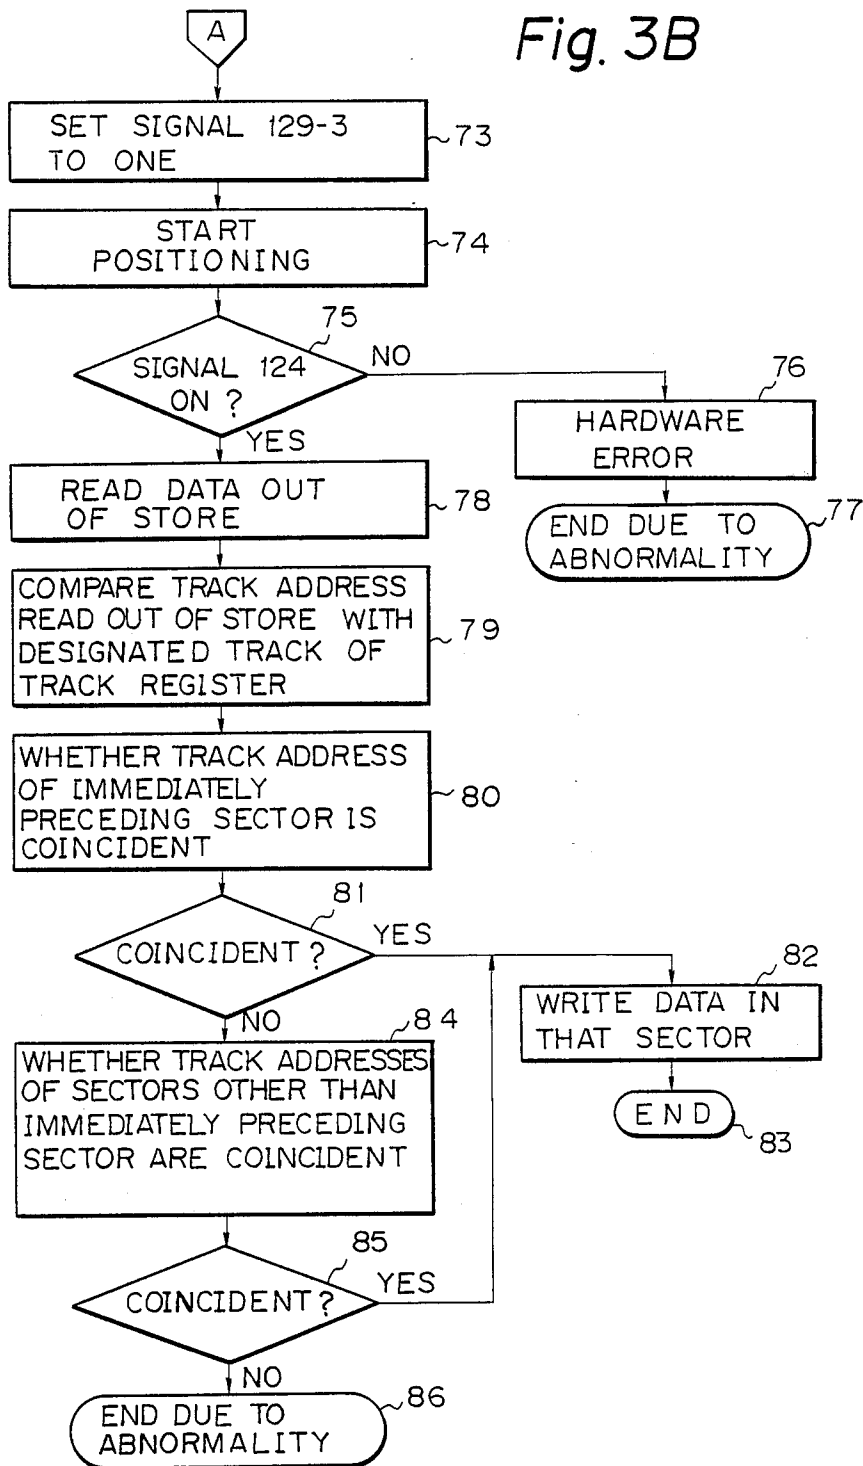 A
Fig. 3B
SET SIGNAL 129-3
TO ONE
73
START
POSITIONING
74
75
SIGNAL 124
ON ?
NO
YES
76
HARDWARE
ERROR
END DUE TO
ABNORMALITY
77
READ DATA OUT
OF STORE
78
COMPARE TRACK ADDRESS
READ OUT OF STORE WITH
DESIGNATED TRACK OF
TRACK REGISTER
79
WHETHER TRACK ADDRESS
OF IMMEDIATELY
PRECEDING SECTOR IS
COINCIDENT
80
81
COINCIDENT ?
YES
NO
82
WRITE DATA IN
THAT SECTOR
END
83
84
WHETHER TRACK ADDRESSES
OF SECTORS OTHER THAN
IMMEDIATELY PRECEDING
SECTOR ARE COINCIDENT
85
COINCIDENT ?
YES
NO
86
END DUE TO
ABNORMALITY